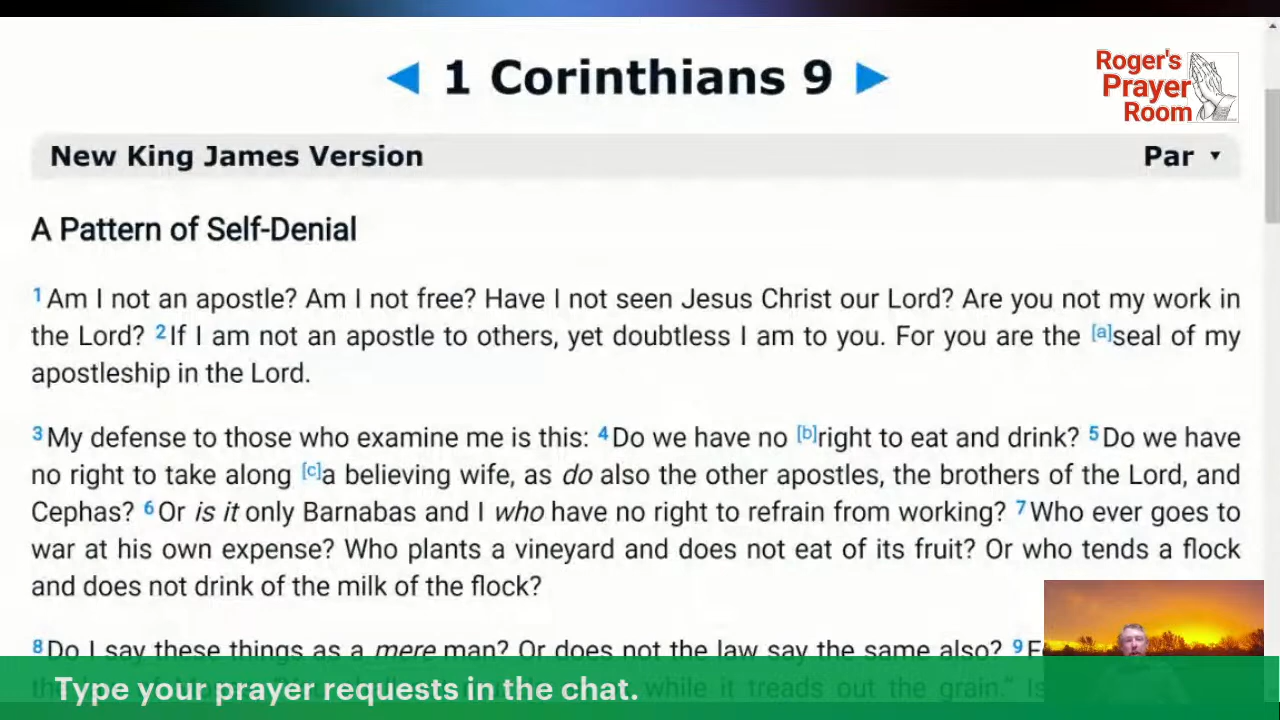 ◄ 1 Corinthians 9 ►
Roger's
Prayer
Room
New King James Version
Par ▼
A Pattern of Self-Denial
1 Am I not an apostle? Am I not free? Have I not seen Jesus Christ our Lord? Are you not my work in
the Lord? 2 If I am not an apostle to others, yet doubtless I am to you. For you are the [a]seal of my
apostleship in the Lord.
3 My defense to those who examine me is this: 4 Do we have no [b]right to eat and drink? 5 Do we have
no right to take along [c]a believing wife, as do also the other apostles, the brothers of the Lord, and
Cephas? 6 Or is it only Barnabas and I who have no right to refrain from working? 7 Who ever goes to
war at his own expense? Who plants a vineyard and does not eat of its fruit? Or who tends a flock
and does not drink of the milk of the flock?
8 Do I say these things as a mere man? Or does not the law say the same also? 9
while it treads out the grain." Is
Type your prayer requests in the chat.